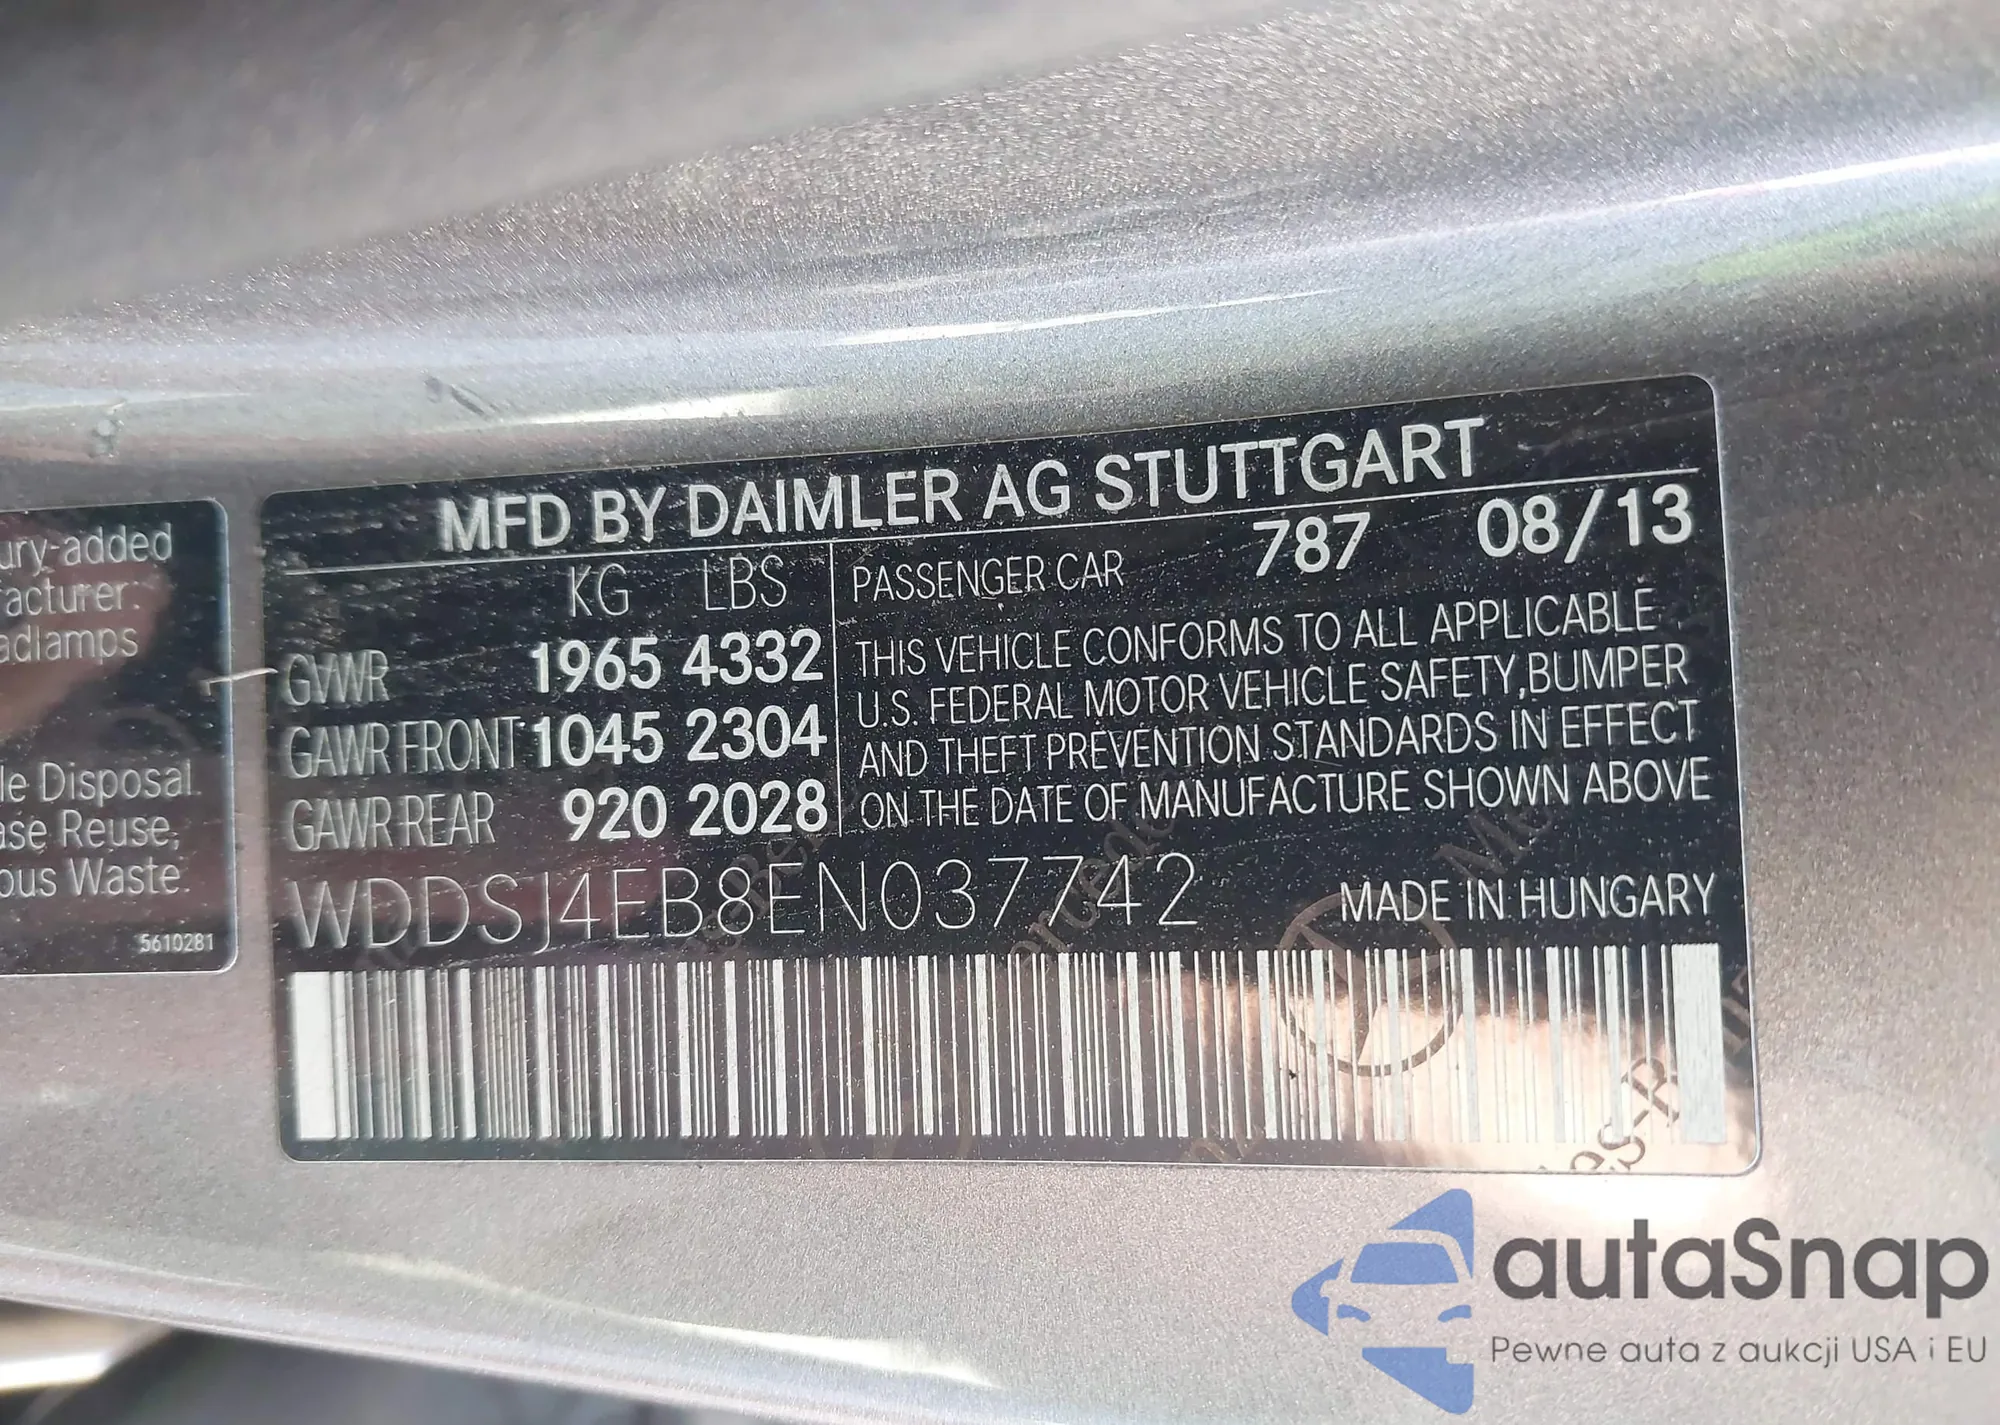 ury-added
acturer.
adlamps
le Disposal.
ase Reuse,
ous Waste.
5610281
MFD BY DAIMLER AG STUTTGART
KG LBS
GVWR 1965 4332
GAWR FRONT 1045 2304
GAWR REAR 920 2028
PASSENGER CAR 787 08/13
THIS VEHICLE CONFORMS TO ALL APPLICABLE
U.S. FEDERAL MOTOR VEHICLE SAFETY, BUMPER
AND THEFT PREVENTION STANDARDS IN EFFECT
ON THE DATE OF MANUFACTURE SHOWN ABOVE
WDDSJ4EB8EN037742
MADE IN HUNGARY
autaSnap
Pewne auta z aukcji USA i EU